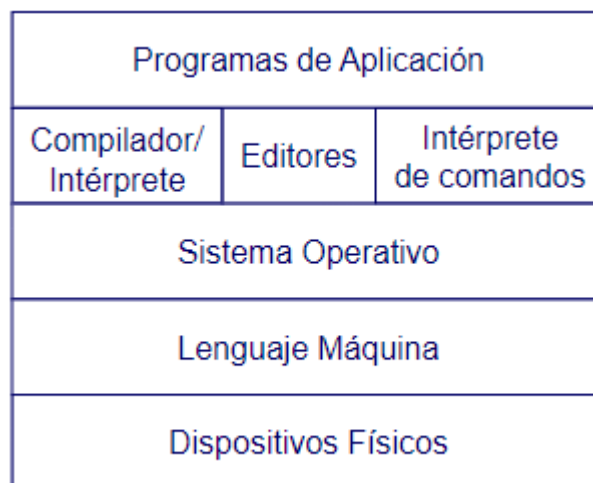 Programas de Aplicación
Compilador/
Intérprete
Editores
Intérprete
de comandos
Sistema Operativo
Lenguaje Máquina
Dispositivos Físicos